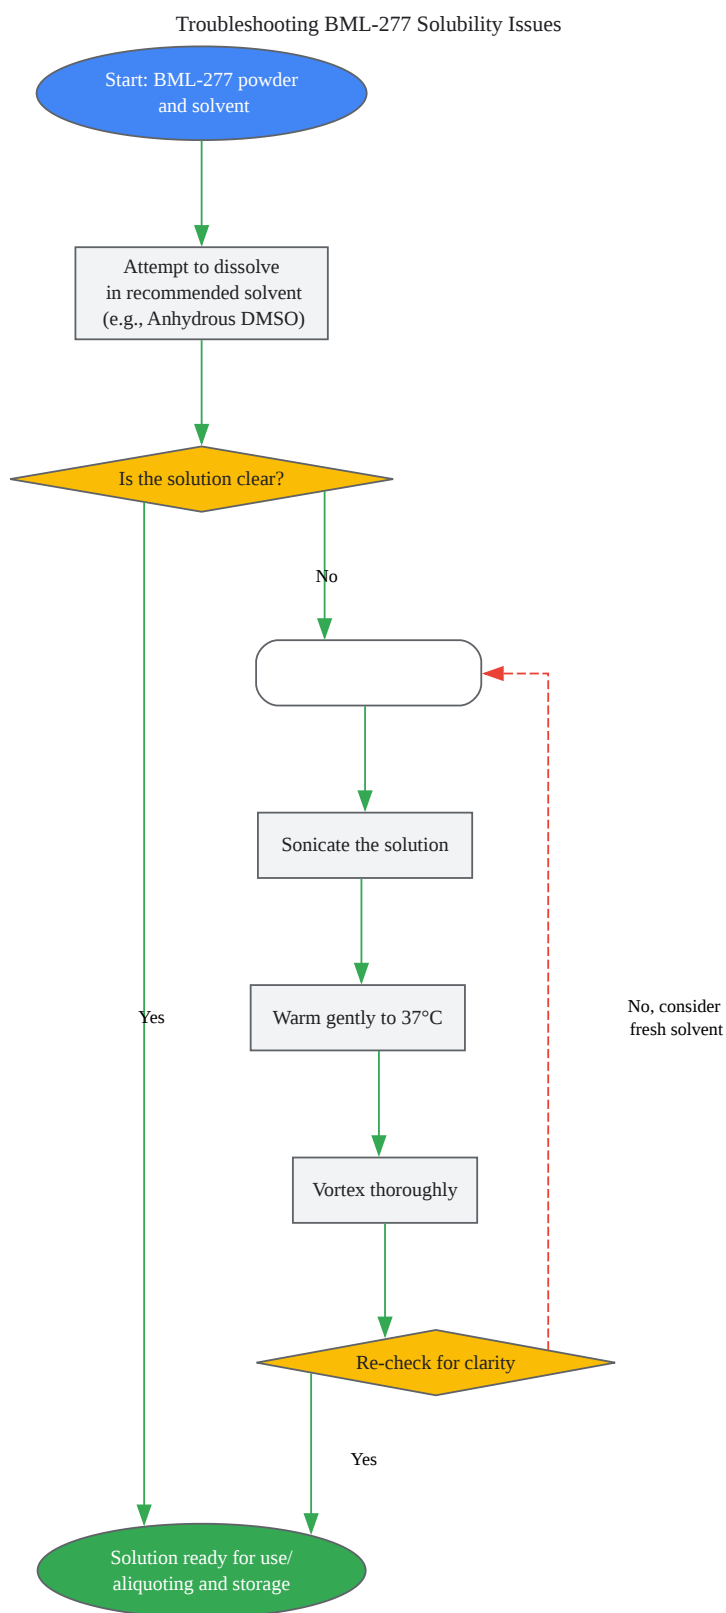 Troubleshooting BML-277 Solubility Issues
Start: BML-277 powder
and solvent
Attempt to dissolve
in recommended solvent
(e.g., Anhydrous DMSO)
Is the solution clear?
No
Sonicate the solution
Warm gently to 37°C
Yes
No, consider
fresh solvent
Vortex thoroughly
Re-check for clarity
Yes
Solution ready for use/
aliquoting and storage